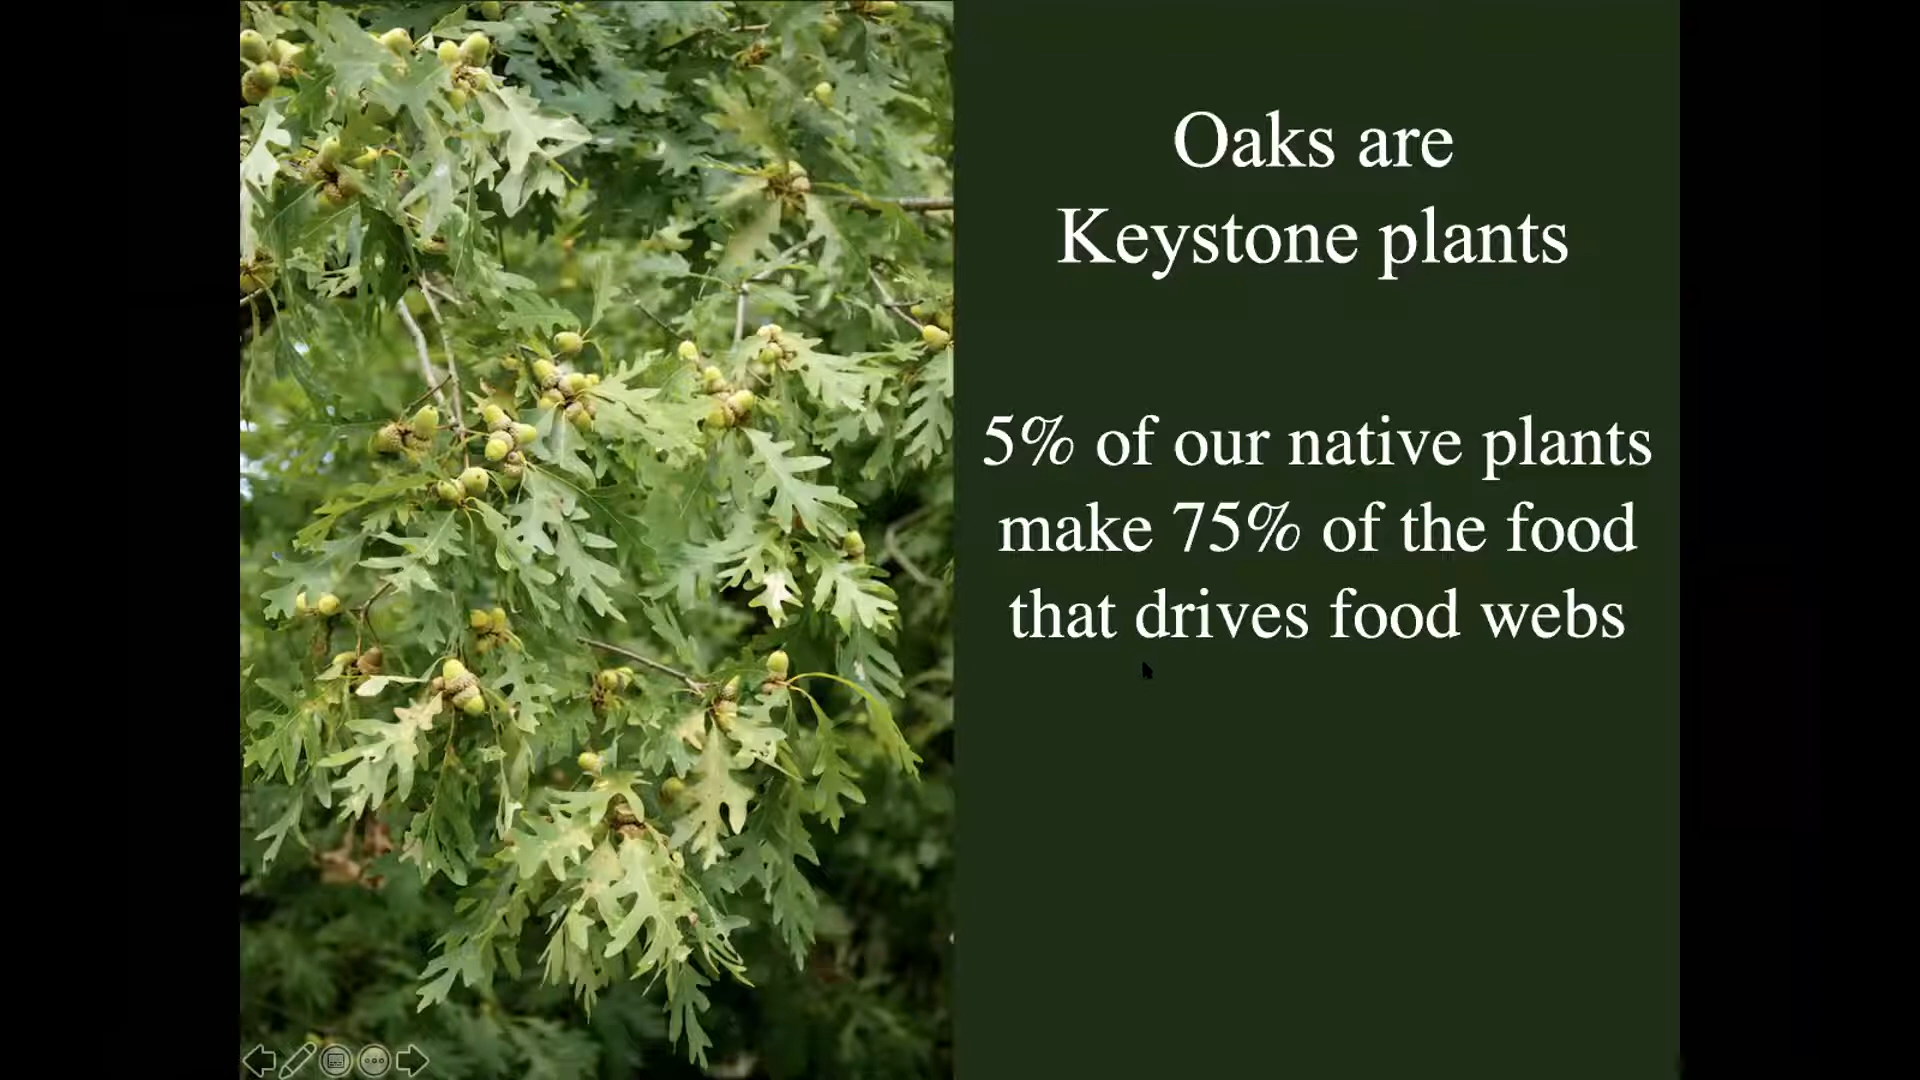 Oaks are
Keystone plants
5% of our native plants
make 75% of the food
that drives food webs